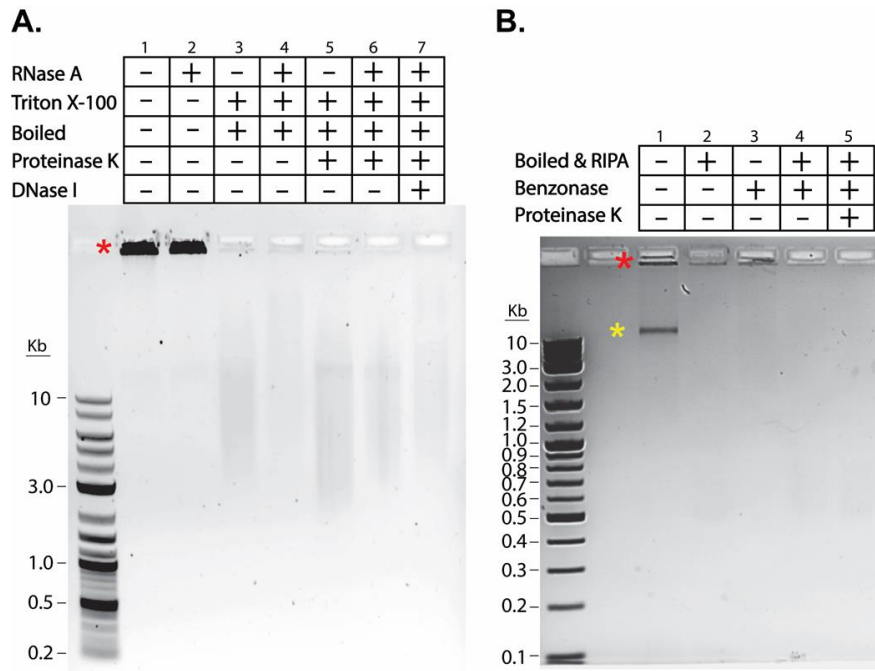 A.
1 2 3 4 5 6 7
RNase A − + − + − + +
Triton X-100 − − + + + + +
Boiled − − + + + + +
Proteinase K − − − − + + +
DNase I − − − − − − +
*
Kb
10
3.0
1.0
0.5
0.2
B.
1 2 3 4 5
Boiled & RIPA − + − + +
Benzonase − − + + +
Proteinase K − − − − +
*
Kb
*
10
3.0
2.0
1.5
1.2
1.0
0.9
0.8
0.7
0.6
0.5
0.4
0.3
0.2
0.1